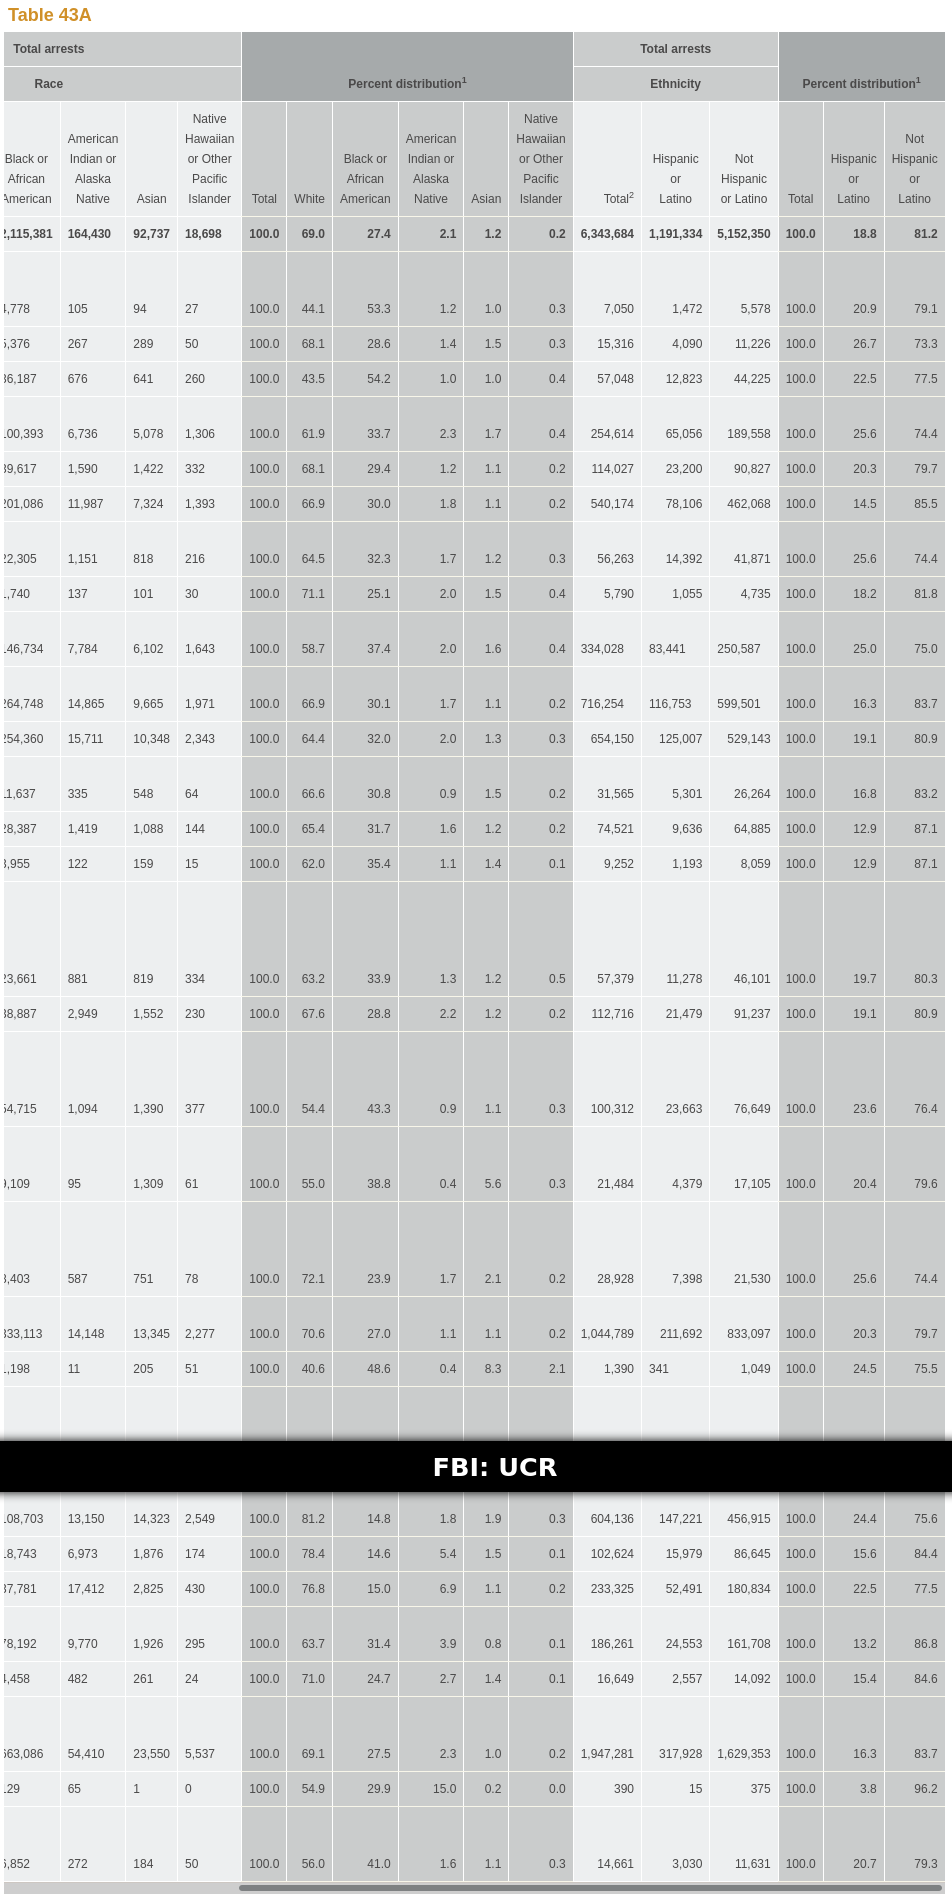 Table 43A
Total arrests Total arrests
Race Percent distribution1 Ethnicity Percent distribution1
Native
Hawaiian
American American Native
Hawaiian Not
Black or Indian or or Other Black or Indian or or Other Hispanic Not Hispanic Hispanic
African Alaska Pacific African Alaska Pacific or Hispanic or or
American Native Asian Islander Total White American Native Asian Islander Total2 Latino or Latino Total Latino Latino
2,115,381 164,430 92,737 18,698 100.0 69.0 27.4 2.1 1.2 0.2 6,343,684 1,191,334 5,152,350 100.0 18.8 81.2
4,778 105 94 27 100.0 44.1 53.3 1.2 1.0 0.3 7,050 1,472 5,578 100.0 20.9 79.1
5,376 267 289 50 100.0 68.1 28.6 1.4 1.5 0.3 15,316 4,090 11,226 100.0 26.7 73.3
36,187 676 641 260 100.0 43.5 54.2 1.0 1.0 0.4 57,048 12,823 44,225 100.0 22.5 77.5
100,393 6,736 5,078 1,306 100.0 61.9 33.7 2.3 1.7 0.4 254,614 65,056 189,558 100.0 25.6 74.4
39,617 1,590 1,422 332 100.0 68.1 29.4 1.2 1.1 0.2 114,027 23,200 90,827 100.0 20.3 79.7
201,086 11,987 7,324 1,393 100.0 66.9 30.0 1.8 1.1 0.2 540,174 78,106 462,068 100.0 14.5 85.5
22,305 1,151 818 216 100.0 64.5 32.3 1.7 1.2 0.3 56,263 14,392 41,871 100.0 25.6 74.4
1,740 137 101 30 100.0 71.1 25.1 2.0 1.5 0.4 5,790 1,055 4,735 100.0 18.2 81.8
146,734 7,784 6,102 1,643 100.0 58.7 37.4 2.0 1.6 0.4 334,028 83,441 250,587 100.0 25.0 75.0
264,748 14,865 9,665 1,971 100.0 66.9 30.1 1.7 1.1 0.2 716,254 116,753 599,501 100.0 16.3 83.7
254,360 15,711 10,348 2,343 100.0 64.4 32.0 2.0 1.3 0.3 654,150 125,007 529,143 100.0 19.1 80.9
11,637 335 548 64 100.0 66.6 30.8 0.9 1.5 0.2 31,565 5,301 26,264 100.0 16.8 83.2
28,387 1,419 1,088 144 100.0 65.4 31.7 1.6 1.2 0.2 74,521 9,636 64,885 100.0 12.9 87.1
3,955 122 159 15 100.0 62.0 35.4 1.1 1.4 0.1 9,252 1,193 8,059 100.0 12.9 87.1
23,661 881 819 334 100.0 63.2 33.9 1.3 1.2 0.5 57,379 11,278 46,101 100.0 19.7 80.3
38,887 2,949 1,552 230 100.0 67.6 28.8 2.2 1.2 0.2 112,716 21,479 91,237 100.0 19.1 80.9
54,715 1,094 1,390 377 100.0 54.4 43.3 0.9 1.1 0.3 100,312 23,663 76,649 100.0 23.6 76.4
9,109 95 1,309 61 100.0 55.0 38.8 0.4 5.6 0.3 21,484 4,379 17,105 100.0 20.4 79.6
8,403 587 751 78 100.0 72.1 23.9 1.7 2.1 0.2 28,928 7,398 21,530 100.0 25.6 74.4
333,113 14,148 13,345 2,277 100.0 70.6 27.0 1.1 1.1 0.2 1,044,789 211,692 833,097 100.0 20.3 79.7
1,198 11 205 51 100.0 40.6 48.6 0.4 8.3 2.1 1,390 341 1,049 100.0 24.5 75.5
FBI: UCR
108,703 13,150 14,323 2,549 100.0 81.2 14.8 1.8 1.9 0.3 604,136 147,221 456,915 100.0 24.4 75.6
18,743 6,973 1,876 174 100.0 78.4 14.6 5.4 1.5 0.1 102,624 15,979 86,645 100.0 15.6 84.4
37,781 17,412 2,825 430 100.0 76.8 15.0 6.9 1.1 0.2 233,325 52,491 180,834 100.0 22.5 77.5
78,192 9,770 1,926 295 100.0 63.7 31.4 3.9 0.8 0.1 186,261 24,553 161,708 100.0 13.2 86.8
4,458 482 261 24 100.0 71.0 24.7 2.7 1.4 0.1 16,649 2,557 14,092 100.0 15.4 84.6
663,086 54,410 23,550 5,537 100.0 69.1 27.5 2.3 1.0 0.2 1,947,281 317,928 1,629,353 100.0 16.3 83.7
129 65 1 0 100.0 54.9 29.9 15.0 0.2 0.0 390 15 375 100.0 3.8 96.2
6,852 272 184 50 100.0 56.0 41.0 1.6 1.1 0.3 14,661 3,030 11,631 100.0 20.7 79.3